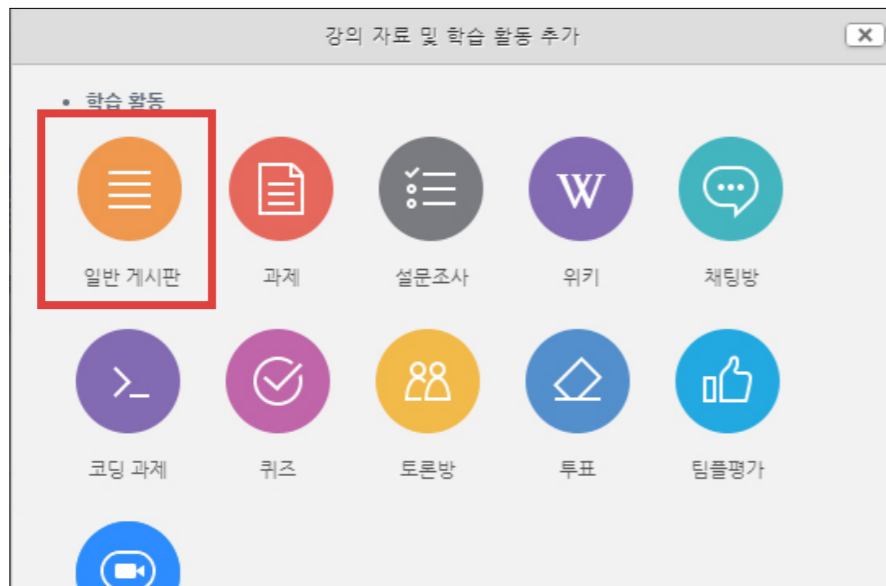 강의 자료 및 학습 활동 추가
• 학습 활동
일반 게시판 과제 설문조사 위키 채팅방
코딩 과제 퀴즈 토론방 투표 팀플평가